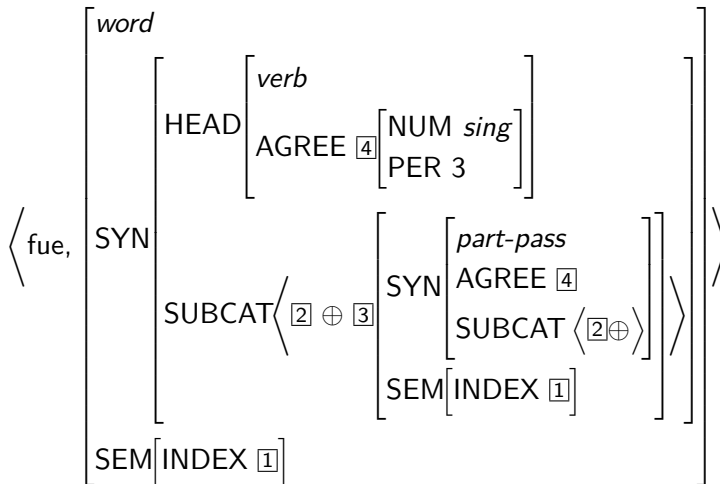 word
verb
HEAD
NUM sing
AGREE 4
PER 3
⟨fue, SYN
part-pass
SYN AGREE 4
SUBCAT⟨ 2 ⊕ 3
SUBCAT ⟨2⊕⟩
⟩
SEM[INDEX 1]
SEM[INDEX 1]
⟩